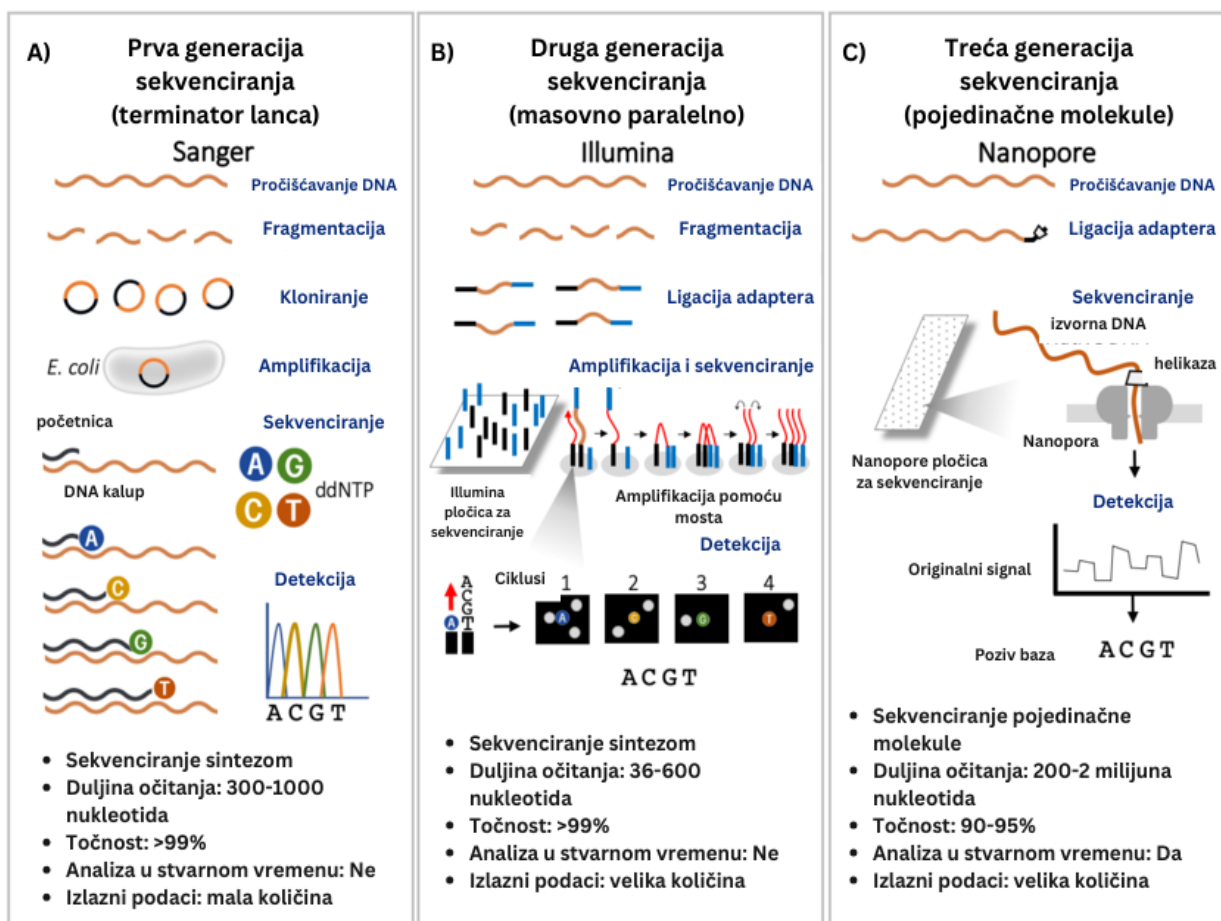 A)
Prva generacija
sekvenciranja
(terminator lanca)
Sanger
Pročišćavanje DNA
Fragmentacija
Kloniranje
E. coli
Amplifikacija
početnica
Sekvenciranje
DNA kalup
A G
C T
ddNTP
A
C
G
T
Detekcija
A C G T
• Sekvenciranje sintezom
• Duljina očitanja: 300-1000
nukleotida
• Točnost: >99%
• Analiza u stvarnom vremenu: Ne
• Izlazni podaci: mala količina
B)
Druga generacija
sekvenciranja
(masovno paralelno)
Illumina
Pročišćavanje DNA
Fragmentacija
Ligacija adaptera
Amplifikacija i sekvenciranje
Illumina
pločica za
sekvenciranje
Amplifikacija pomoću
mosta
Detekcija
Ciklusi
1 2 3 4
A
C
G
T
A
A
C
G
T
A C G T
• Sekvenciranje sintezom
• Duljina očitanja: 36-600
nukleotida
• Točnost: >99%
• Analiza u stvarnom vremenu: Ne
• Izlazni podaci: velika količina
C)
Treća generacija
sekvenciranja
(pojedinačne molekule)
Nanopore
Pročišćavanje DNA
Ligacija adaptera
Sekvenciranje
izvorna DNA
helikaza
Nanopora
Nanopore pločica
za sekvenciranje
Detekcija
Originalni signal
Poziv baza
A C G T
• Sekvenciranje pojedinačne
molekule
• Duljina očitanja: 200-2 milijuna
nukleotida
• Točnost: 90-95%
• Analiza u stvarnom vremenu: Da
• Izlazni podaci: velika količina